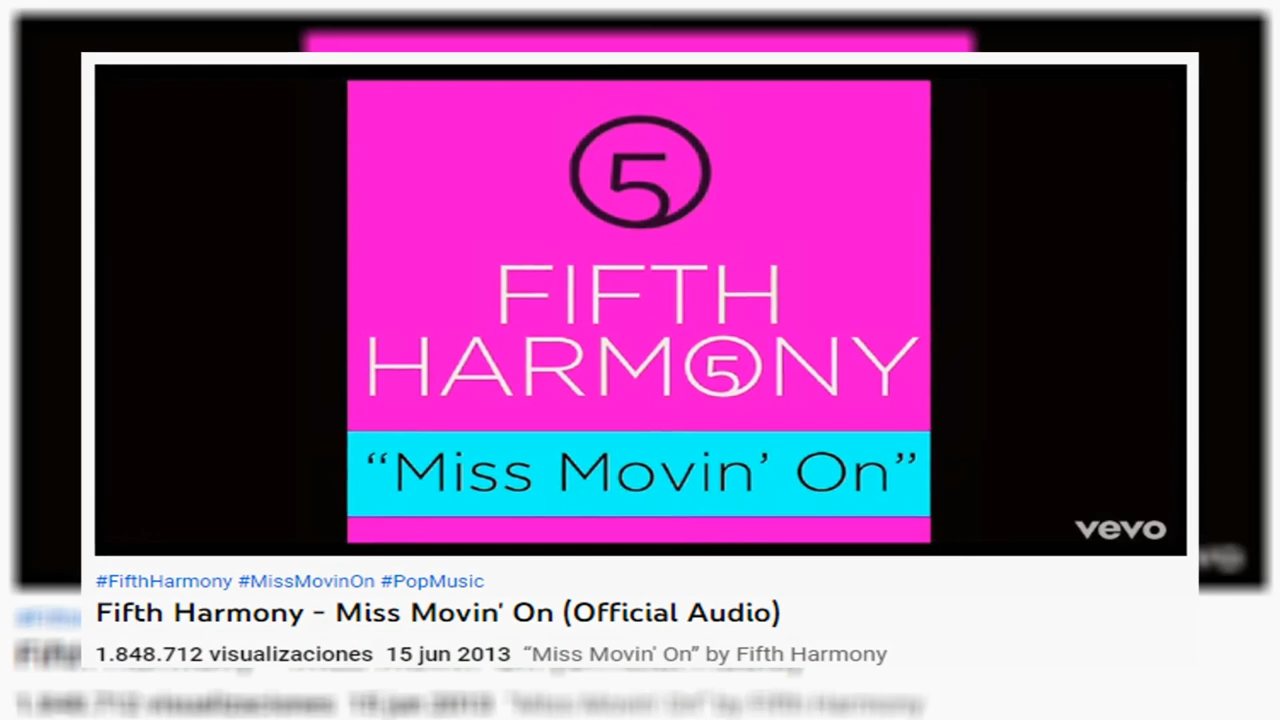 5
FIFTH
HARMONY
“Miss Movin’ On”
vevo
#FifthHarmony #MissMovinOn #PopMusic
Fifth Harmony - Miss Movin' On (Official Audio)
1.848.712 visualizaciones 15 jun 2013 “Miss Movin' On” by Fifth Harmony